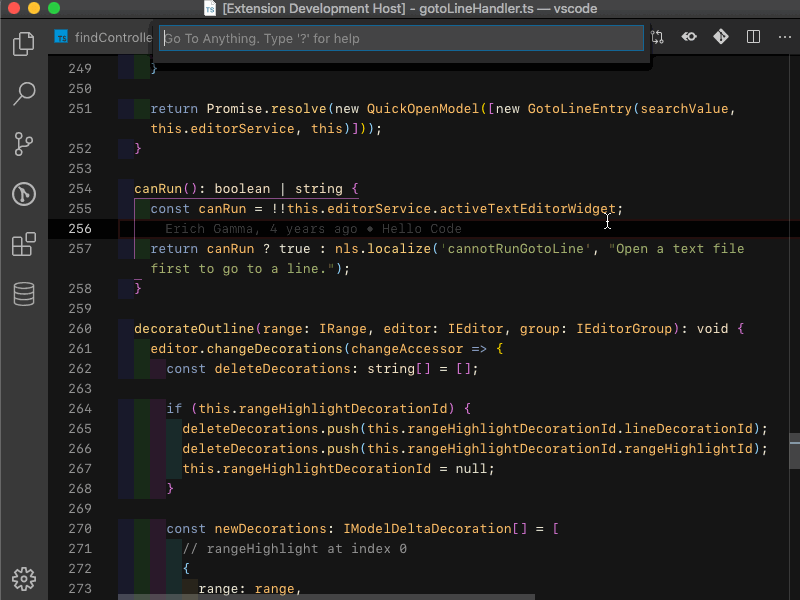 [Extension Development Host] - gotoLineHandler.ts — vscode
TS findControlle
Go To Anything. Type '?' for help
249 }
250
251 return Promise.resolve(new QuickOpenModel([new GotoLineEntry(searchValue,
this.editorService, this)]));
252 }
253
254 canRun(): boolean | string {
255 const canRun = !!this.editorService.activeTextEditorWidget;
256 Erich Gamma, 4 years ago • Hello Code
257 return canRun ? true : nls.localize('cannotRunGotoLine', "Open a text file
first to go to a line.");
258 }
259
260 decorateOutline(range: IRange, editor: IEditor, group: IEditorGroup): void {
261 editor.changeDecorations(changeAccessor => {
262 const deleteDecorations: string[] = [];
263
264 if (this.rangeHighlightDecorationId) {
265 deleteDecorations.push(this.rangeHighlightDecorationId.lineDecorationId);
266 deleteDecorations.push(this.rangeHighlightDecorationId.rangeHighlightId);
267 this.rangeHighlightDecorationId = null;
268 }
269
270 const newDecorations: IModelDeltaDecoration[] = [
271 // rangeHighlight at index 0
272 {
273 range: range,